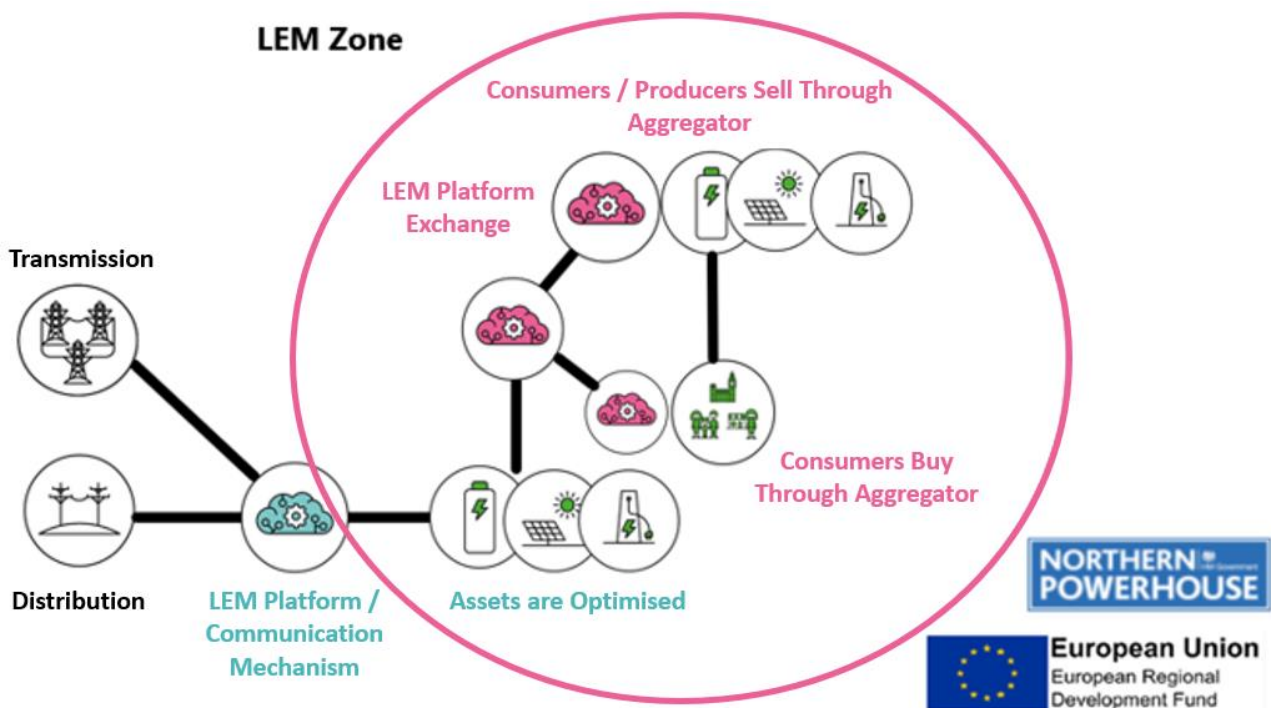 LEM Zone
Consumers / Producers Sell Through
Aggregator
LEM Platform
Exchange
Transmission
Consumers Buy
Through Aggregator
Distribution
LEM Platform /
Communication
Mechanism
Assets are Optimised
NORTHERN
POWERHOUSE
European Union
European Regional
Development Fund